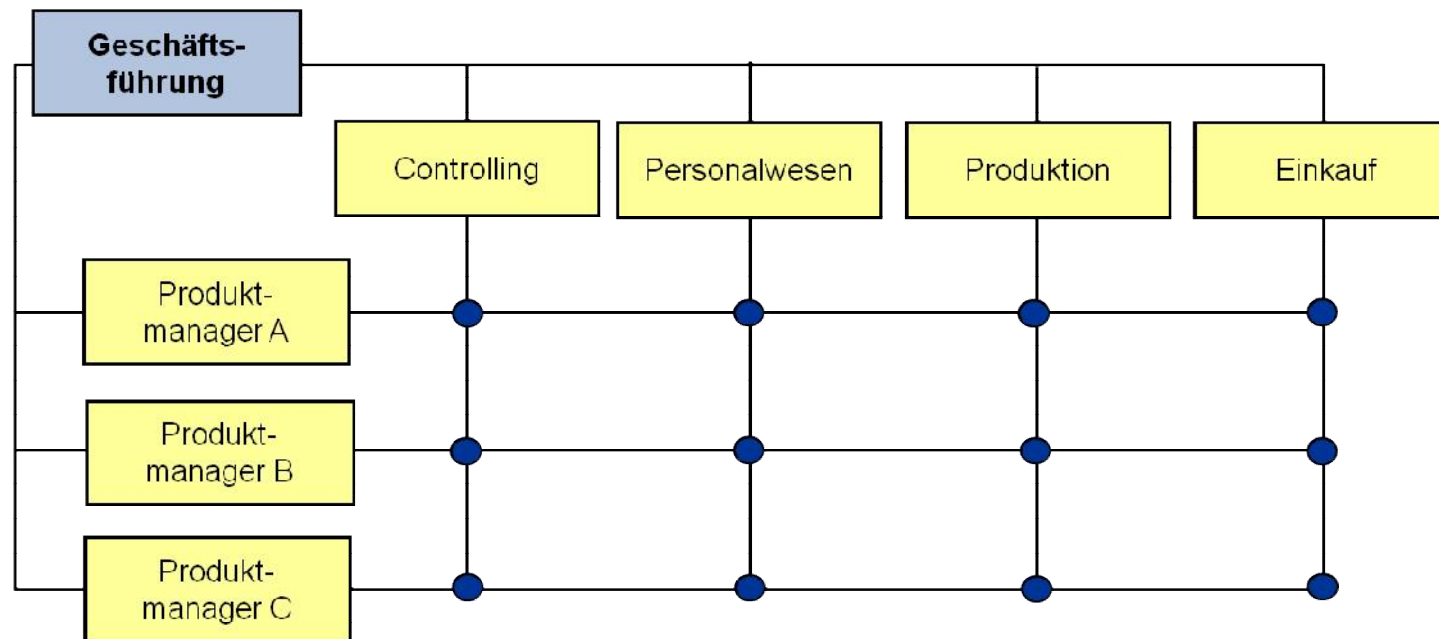 Geschäfts-
führung
Controlling
Personalwesen
Produktion
Einkauf
Produkt-
manager A
Produkt-
manager B
Produkt-
manager C